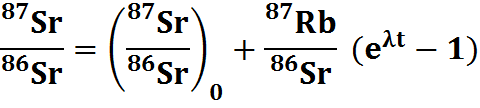 ⁸⁷Sr/⁸⁶Sr = (⁸⁷Sr/⁸⁶Sr)₀ + ⁸⁷Rb/⁸⁶Sr (e^λt − 1)